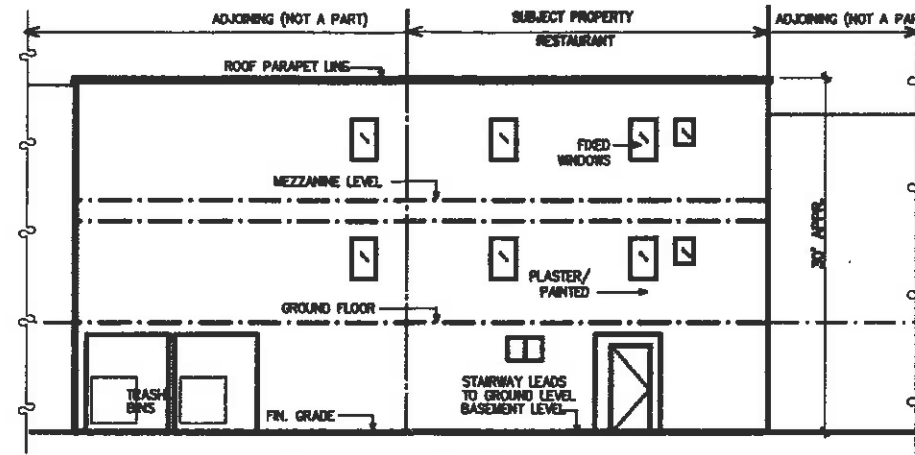 ADJOINING (NOT A PART)
SUBJECT PROPERTY
RESTAURANT
ADJOINING (NOT A PAR
ROOF PARAPET LINE
FIXED
WINDOWS
MEZZANINE LEVEL
PLASTER/
PAINTED
GROUND FLOOR
TRASH
BINS
FIN. GRADE
STAIRWAY LEADS
TO GROUND LEVEL
BASEMENT LEVEL